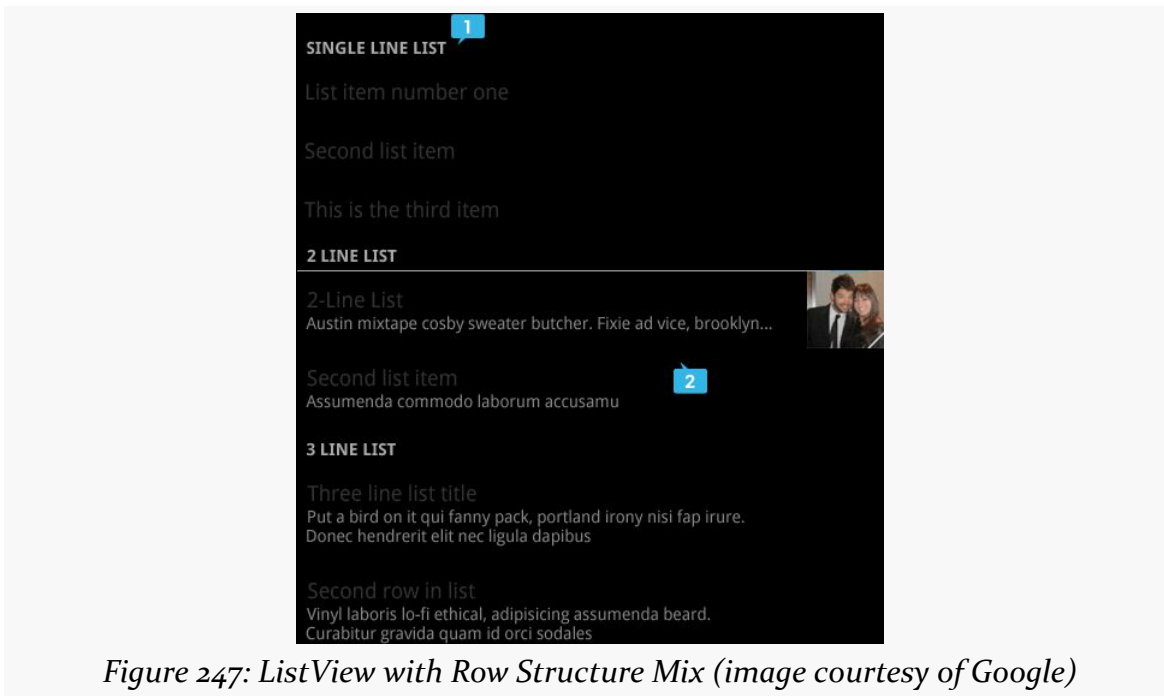 1
SINGLE LINE LIST
List item number one
Second list item
This is the third item
2 LINE LIST
2-Line List
Austin mixtape cosby sweater butcher. Fixie ad vice, brooklyn...
Second list item
2
Assumenda commodo laborum accusamu
3 LINE LIST
Three line list title
Put a bird on it qui fanny pack, portland irony nisi fap irure.
Donec hendrerit elit nec ligula dapibus
Second row in list
Vinyl laboris lo-fi ethical, adipisicing assumenda beard.
Curabitur gravida quam id orci sodales
Figure 247: ListView with Row Structure Mix (image courtesy of Google)